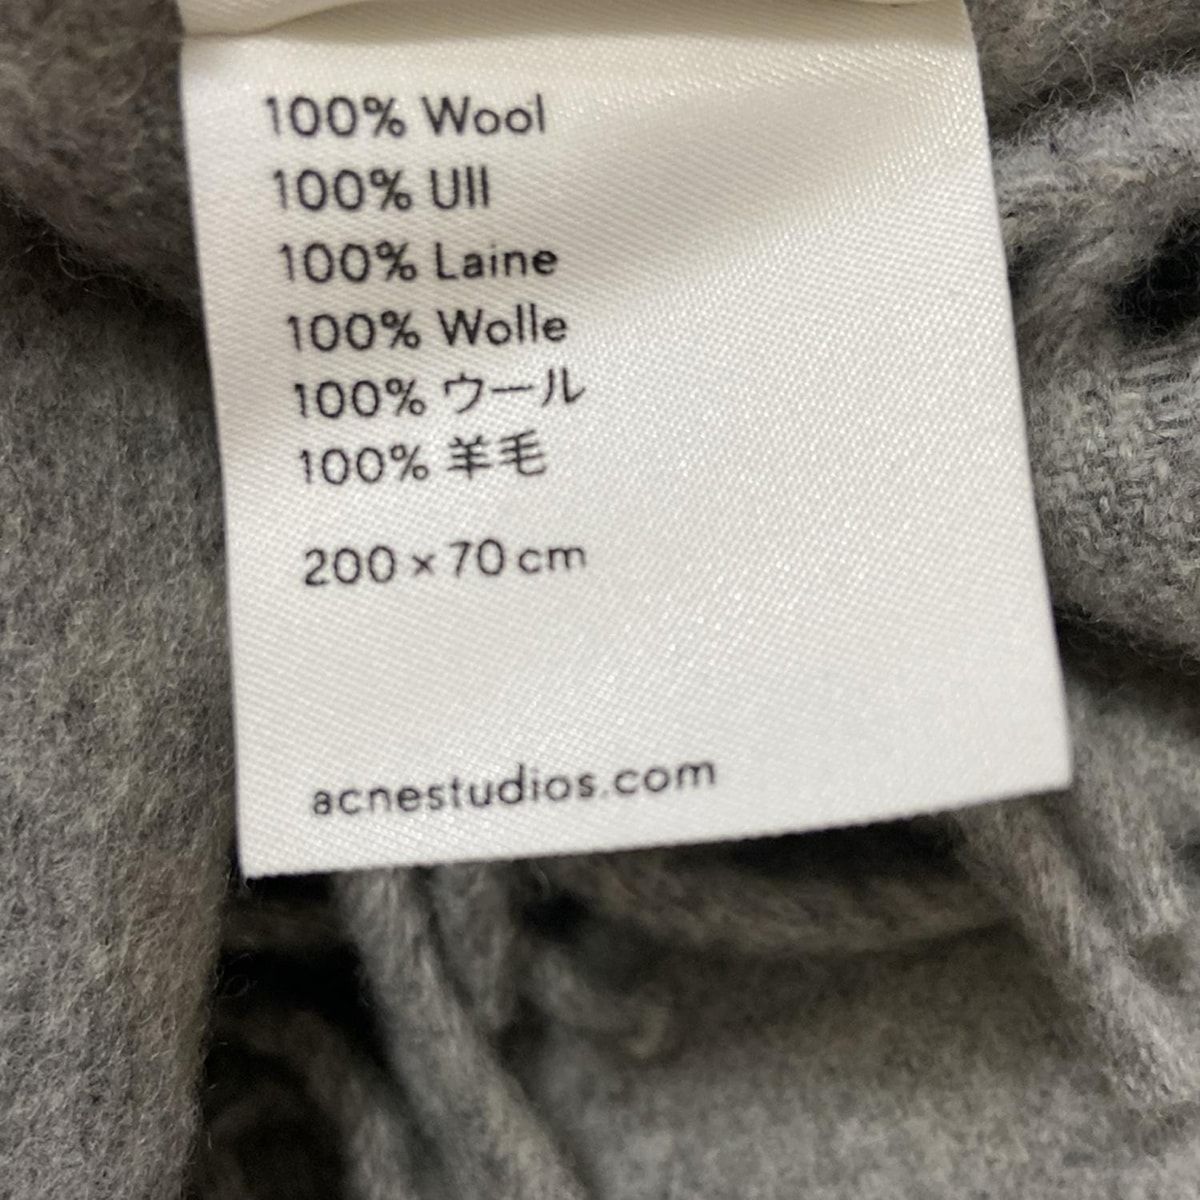 100% Wool
100% Ull
100% Laine
100% Wolle
100% ウール
100% 羊毛
200 × 70 cm
acnestudios.com